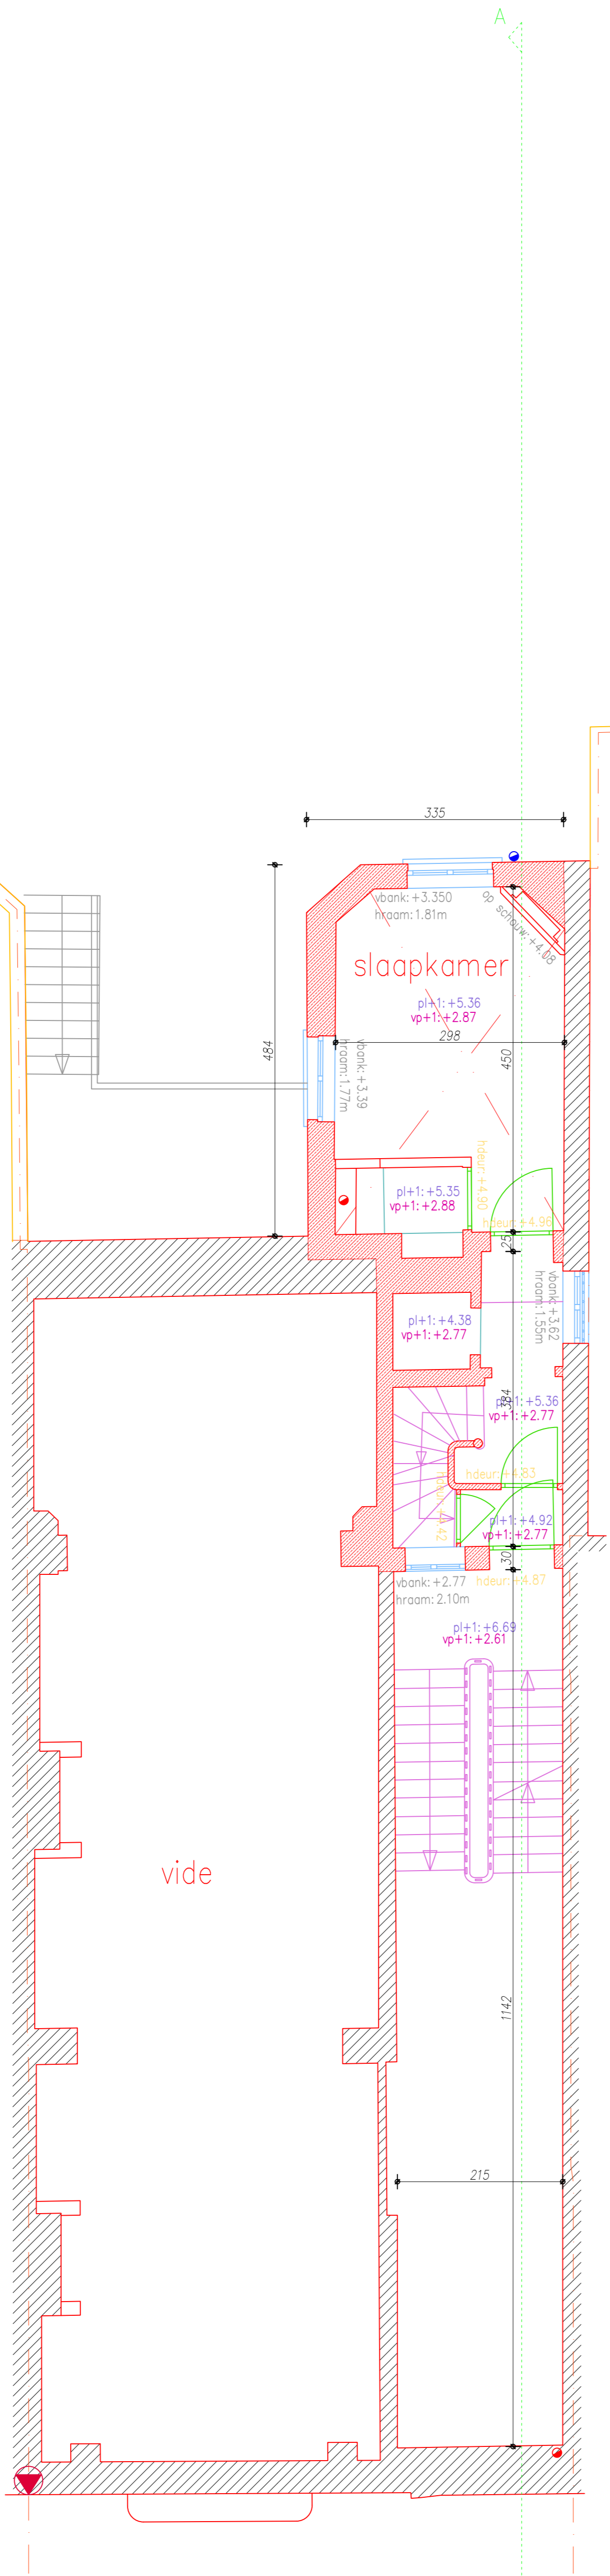 A
335
vbank: +3.350
hraam: 1.81m
op schouw: +4.08
slaapkamer
pl+1: +5.36
vp+1: +2.87
298
450
484
vbank: +3.39
hraam: 1.77m
hdeur: +4.90
pl+1: +5.35
vp+1: +2.88
hdeur: +4.96
25
vbank: +3.62
hraam: 1.55m
pl+1: +4.38
vp+1: +2.77
384
pl+1: +5.36
vp+1: +2.77
hdeur: +4.83
pl+1: +4.92
vp+1: +2.77
30
vbank: +2.77
hraam: 2.10m
hdeur: +4.87
pl+1: +6.69
vp+1: +2.61
vide
1142
215